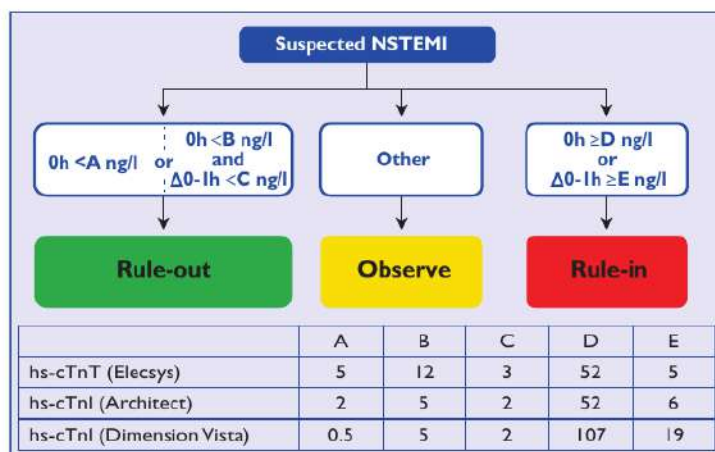 Suspected NSTEMI
0h <A ng/l or
0h <B ng/l
and
Δ0-1h <C ng/l
Other
0h ≥D ng/l
or
Δ0-1h ≥E ng/l
Rule-out
Observe
Rule-in
A B C D E
hs-cTnT (Elecsys) 5 12 3 52 5
hs-cTnI (Architect) 2 5 2 52 6
hs-cTnI (Dimension Vista) 0.5 5 2 107 19